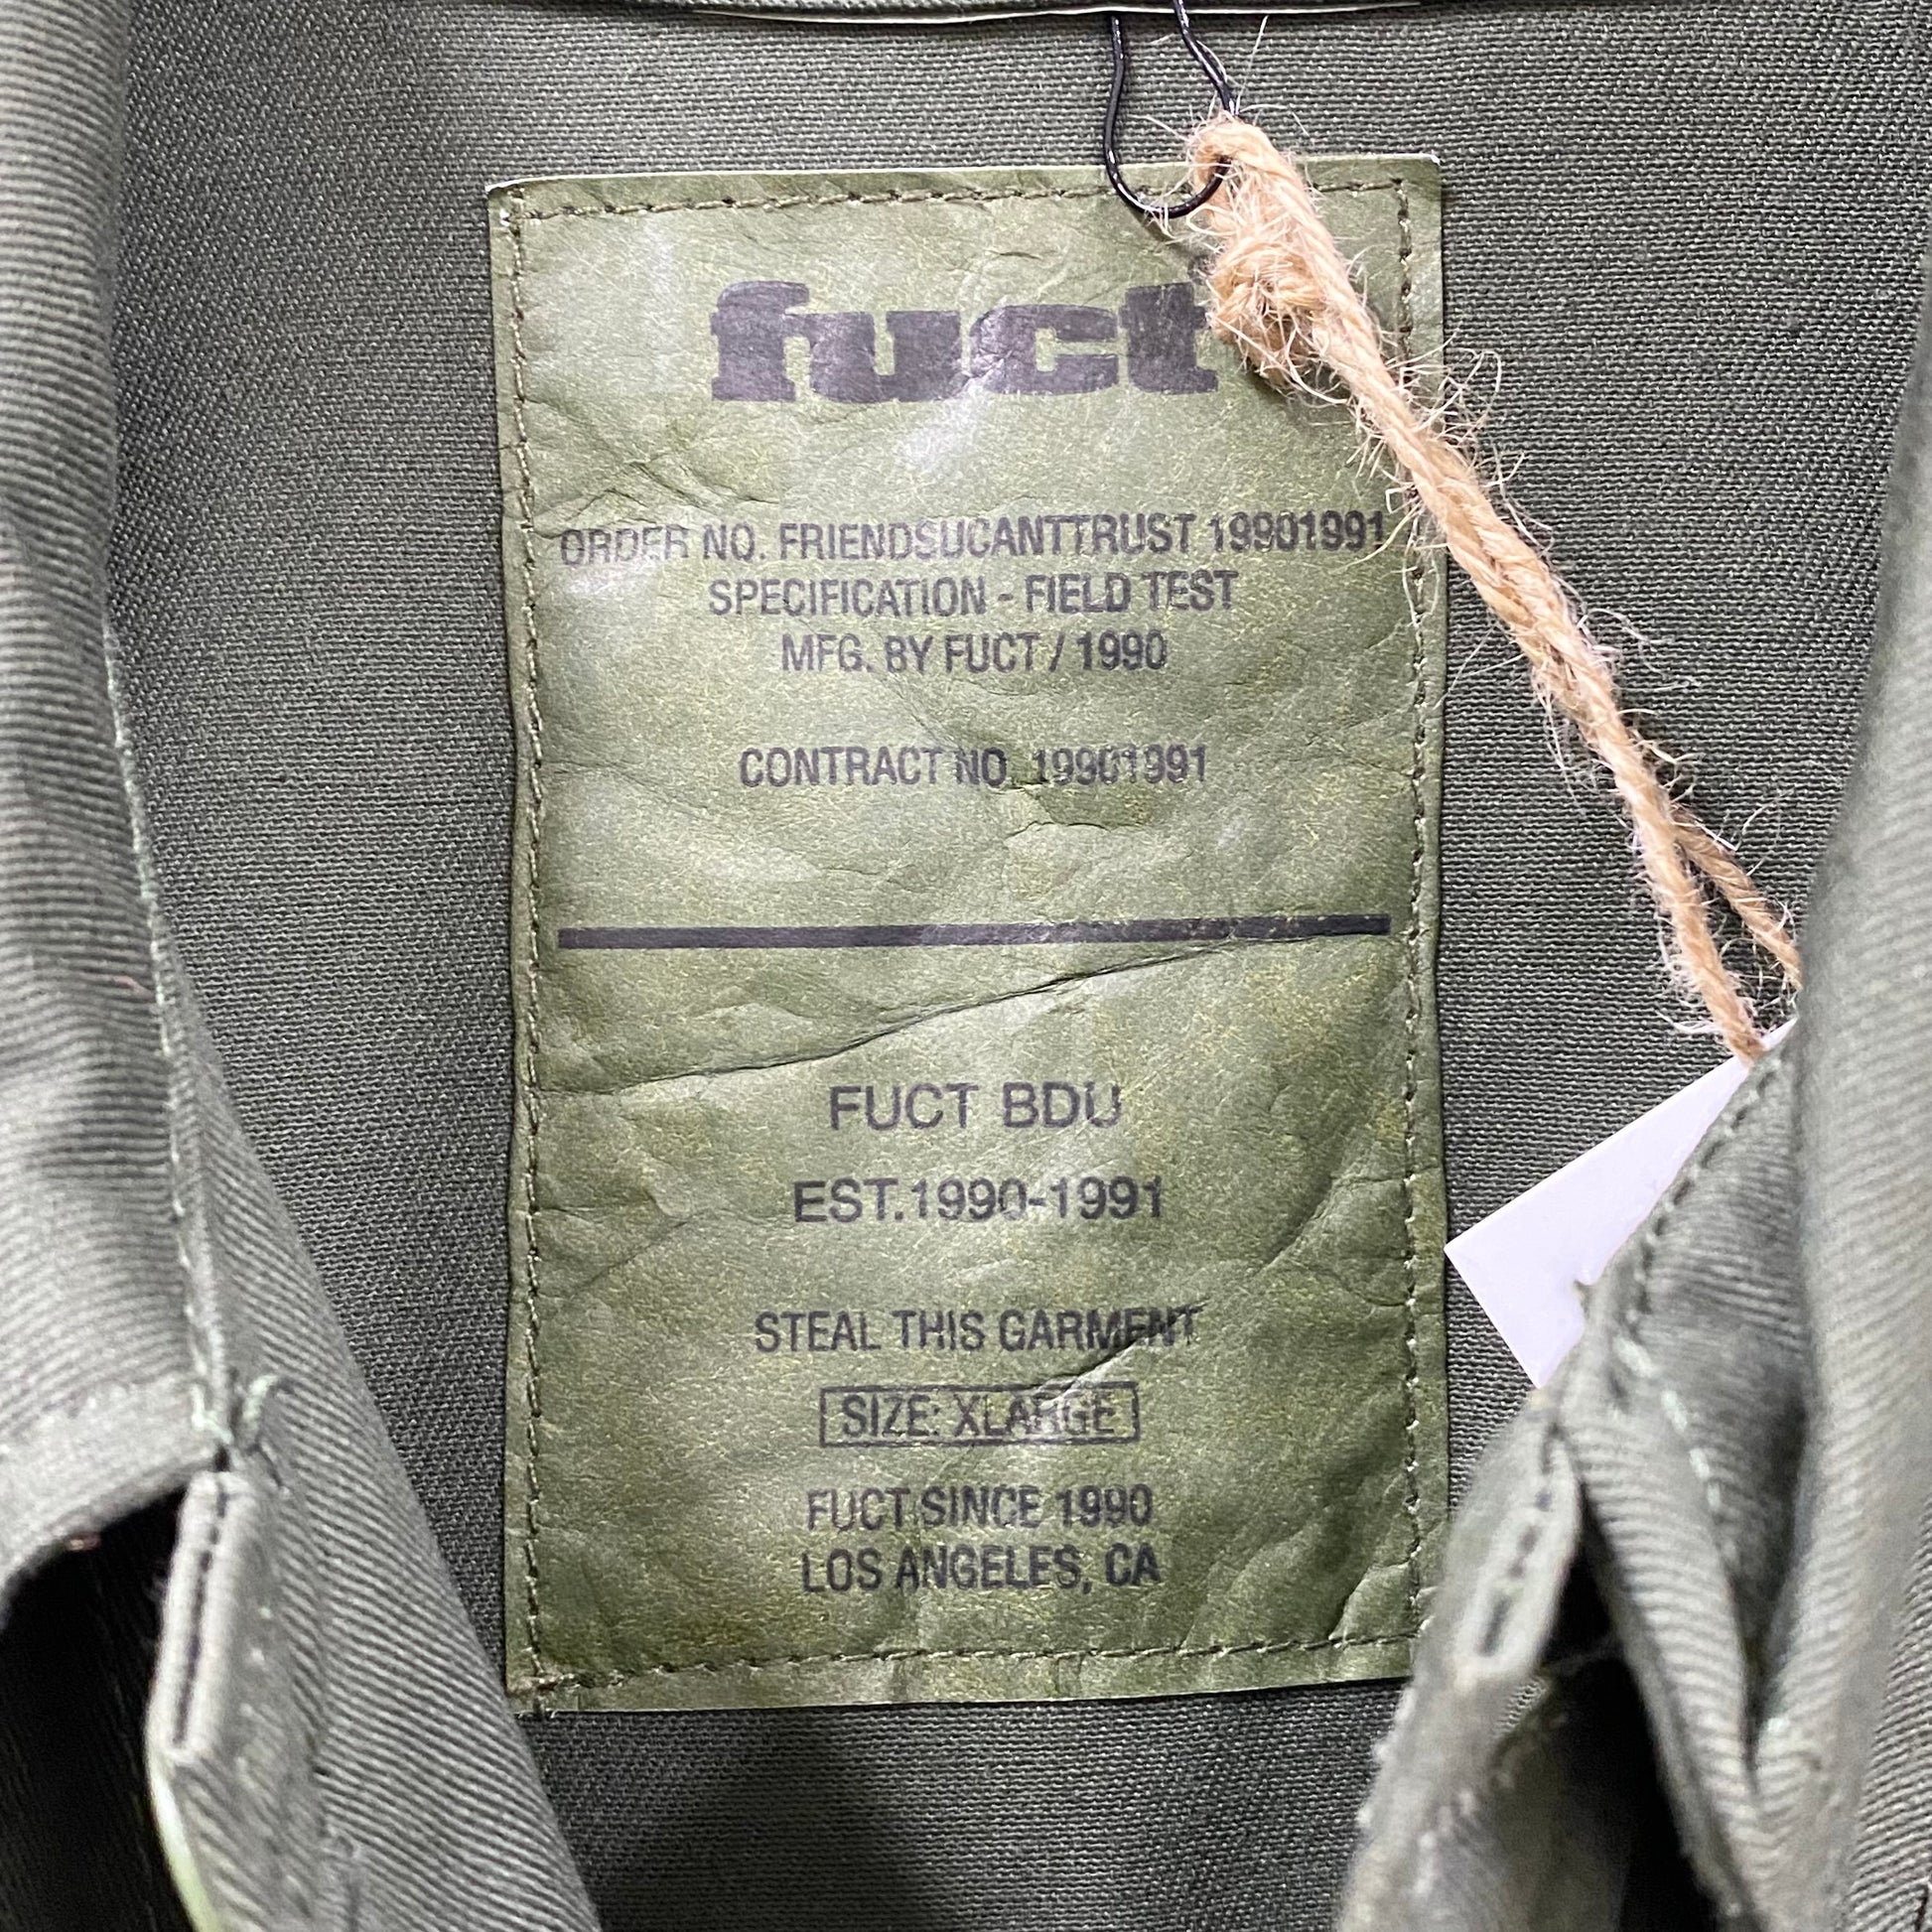 fuct
ORDER NO. FRIENDSUCANTTRUST 19901991
SPECIFICATION - FIELD TEST
MFG. BY FUCT / 1990
CONTRACT NO. 19901991
FUCT BDU
EST.1990-1991
STEAL THIS GARMENT
SIZE: XLARGE
FUCT SINCE 1990
LOS ANGELES, CA